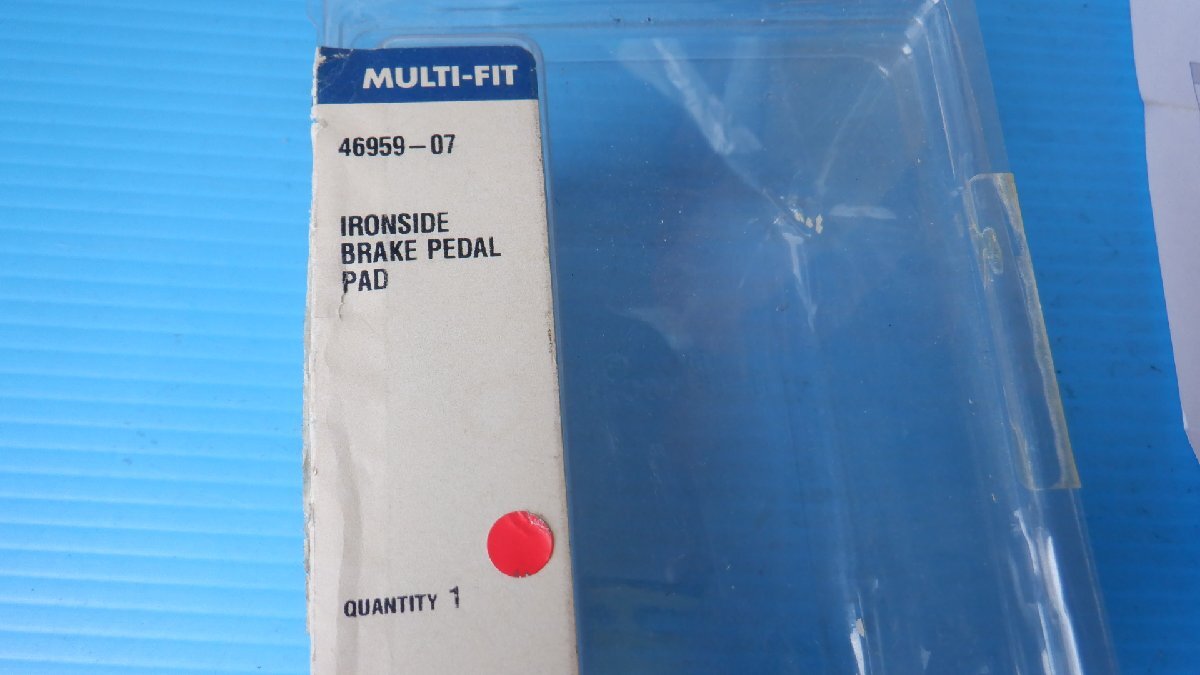 MULTI-FIT
46959-07
IRONSIDE
BRAKE PEDAL
PAD
QUANTITY 1